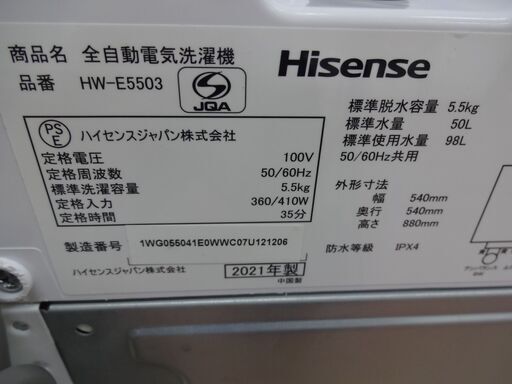 商品名 全自動電気洗濯機
品番 HW-E5503
S
JQA
Hisense
PS
E
ハイセンスジャパン株式会社
定格電圧 100V
定格周波数 50/60Hz
標準洗濯容量 5.5kg
定格入力 360/410W
定格時間 35分
製造番号 1WG055041E0WWC07U121206
ハイセンスジャパン株式会社
2021年製
中国製
標準脱水容量 5.5kg
標準水量 50L
標準使用水量 98L
50/60Hz共用
外形寸法
幅 540mm
奥行 540mm
高さ 880mm
防水等級 IPX4